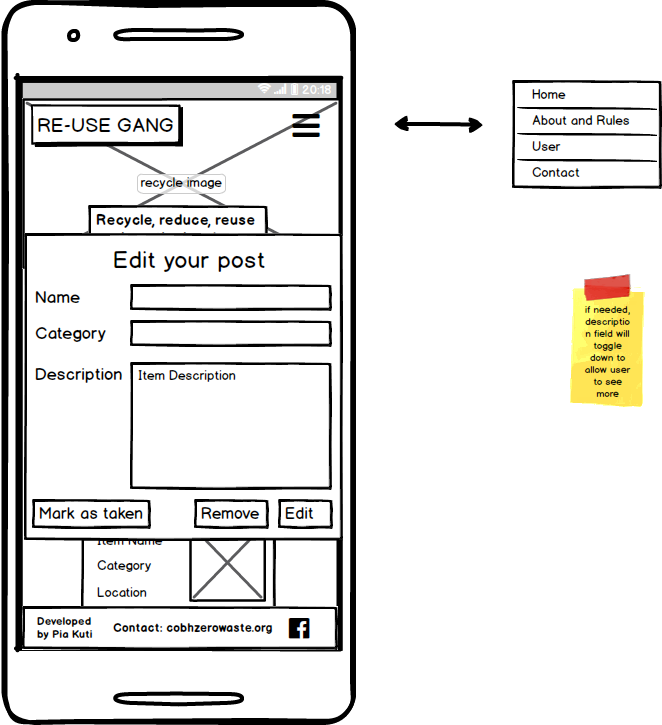 20:18
RE-USE GANG
recycle image
Recycle, reduce, reuse
Edit your post
Name
Category
Description
Item Description
Mark as taken
Remove
Edit
Item Name
Category
Location
Developed
by Pia Kuti
Contact: cobhzerowaste.org
Home
About and Rules
User
Contact
if needed,
descriptio
n field will
toggle
down to
allow user
to see
more